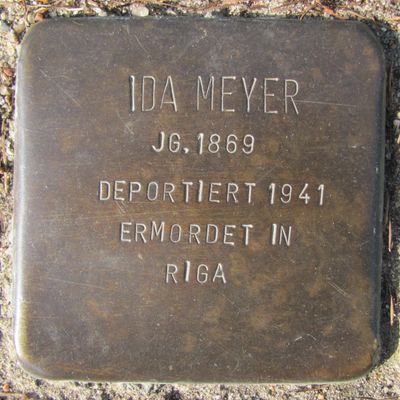 IDA MEYER
JG. 1869
DEPORTIERT 1941
ERMORDET IN
RIGA